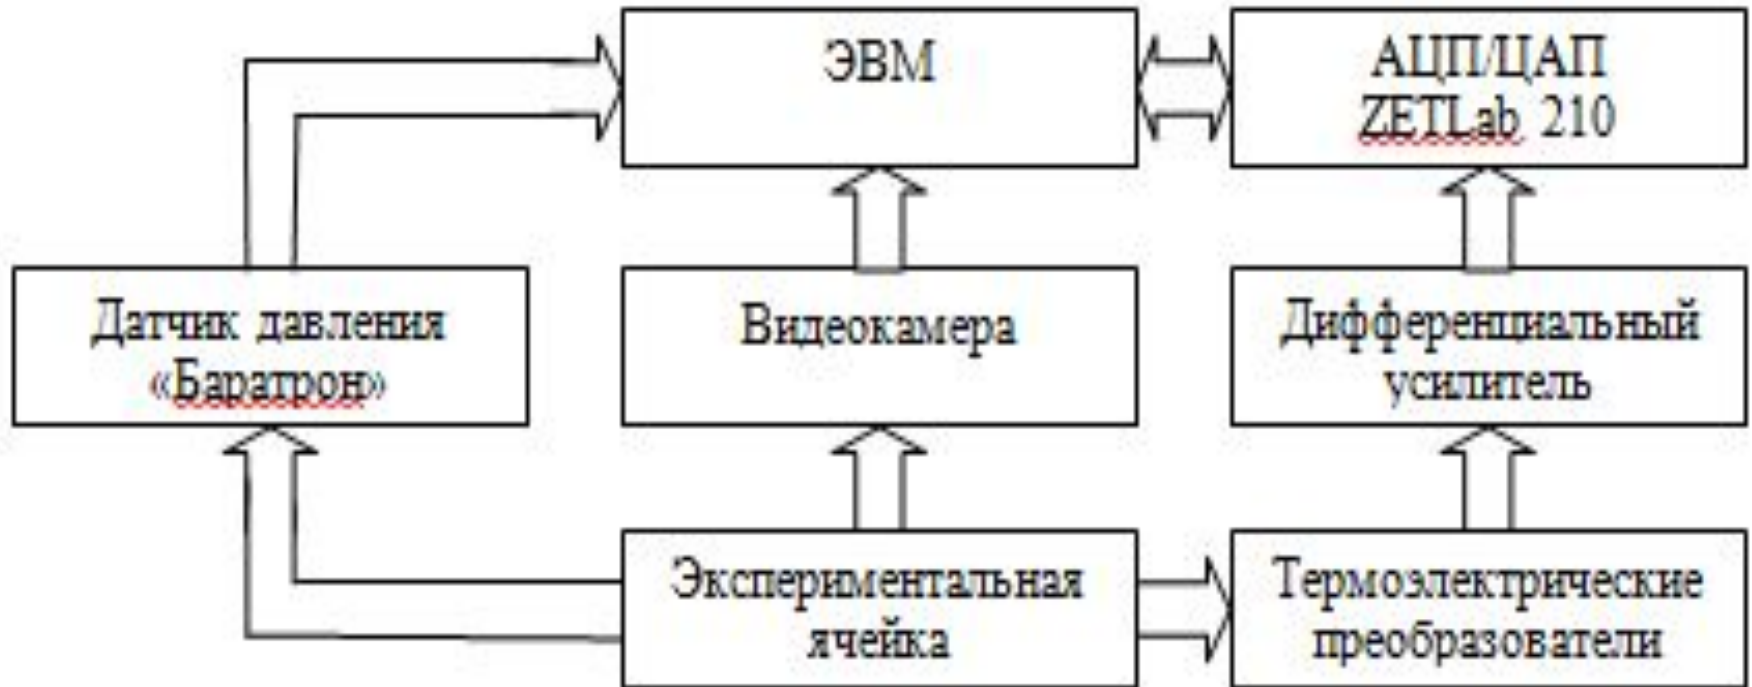 ЭВМ
АЦП/ЦАП
ZETLab 210
Датчик давления
«Баратрон»
Видеокамера
Дифференциальный
усилитель
Экспериментальная
ячейка
Термоэлектрические
преобразователи